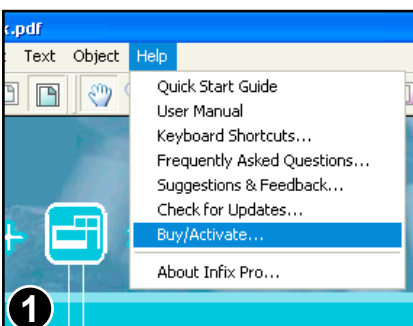 x.pdf
Text Object Help
Quick Start Guide
User Manual
Keyboard Shortcuts...
Frequently Asked Questions...
Suggestions & Feedback...
Check for Updates...
Buy/Activate...
About Infix Pro...
1